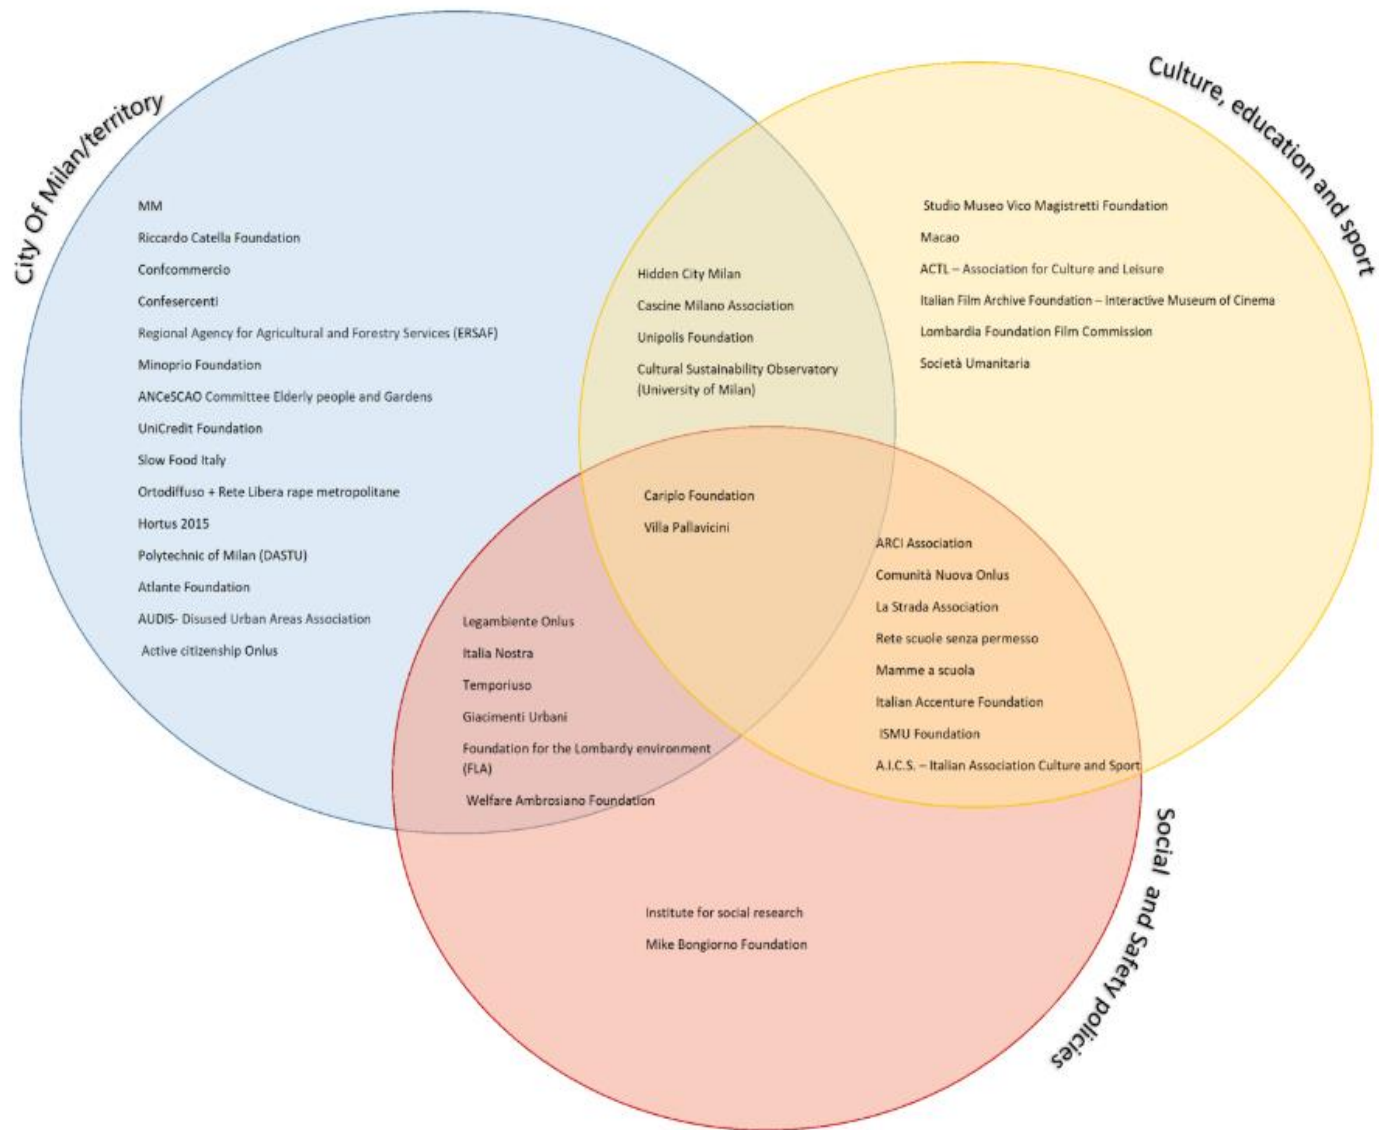 City Of Milan/territory
MM
Riccardo Catella Foundation
Confcommercio
Confesercenti
Regional Agency for Agricultural and Forestry Services (ERSAF)
Minoprio Foundation
ANCeSCAO Committee Elderly people and Gardens
UniCredit Foundation
Slow Food Italy
Ortodiffuso + Rete Libera rape metropolitane
Hortus 2015
Polytechnic of Milan (DASTU)
Atlante Foundation
AUDIS- Disused Urban Areas Association
Active citizenship Onlus
Hidden City Milan
Cascine Milano Association
Unipolis Foundation
Cultural Sustainability Observatory
(University of Milan)
Culture, education and sport
Studio Museo Vico Magistretti Foundation
Macao
ACTL – Association for Culture and Leisure
Italian Film Archive Foundation – Interactive Museum of Cinema
Lombardia Foundation Film Commission
Società Umanitaria
Cariplo Foundation
Villa Pallavicini
ARCI Association
Comunità Nuova Onlus
La Strada Association
Rete scuole senza permesso
Mamme a scuola
Italian Accenture Foundation
ISMU Foundation
A.I.C.S. – Italian Association Culture and Sport
Legambiente Onlus
Italia Nostra
Temporiuso
Giacimenti Urbani
Foundation for the Lombardy environment
(FLA)
Welfare Ambrosiano Foundation
Institute for social research
Mike Bongiorno Foundation
Social and Safety policies